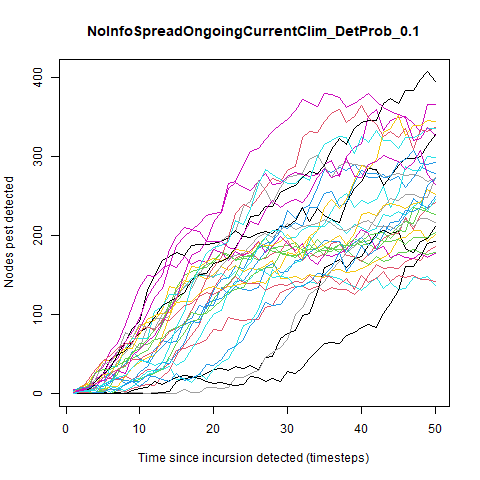 NoInfoSpreadOngoingCurrentClim_DetProb_0.1
Nodes pest detected
400
300
200
100
0
0 10 20 30 40 50
Time since incursion detected (timesteps)